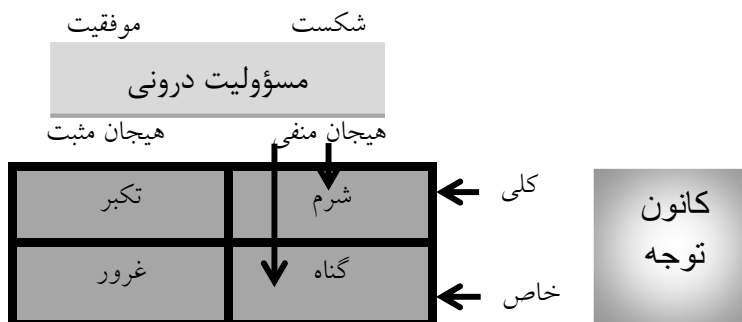 شکست موفقیت
مسؤولیت درونی
هیجان منفی هیجان مثبت
شرم تکبر
کلی
گناه غرور
خاص
کانون
توجه